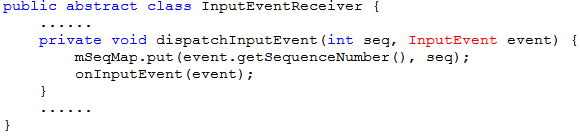 public abstract class InputEventReceiver {
......
private void dispatchInputEvent(int seq, InputEvent event) {
mSeqMap.put(event.getSequenceNumber(), seq);
onInputEvent(event);
}
......
}